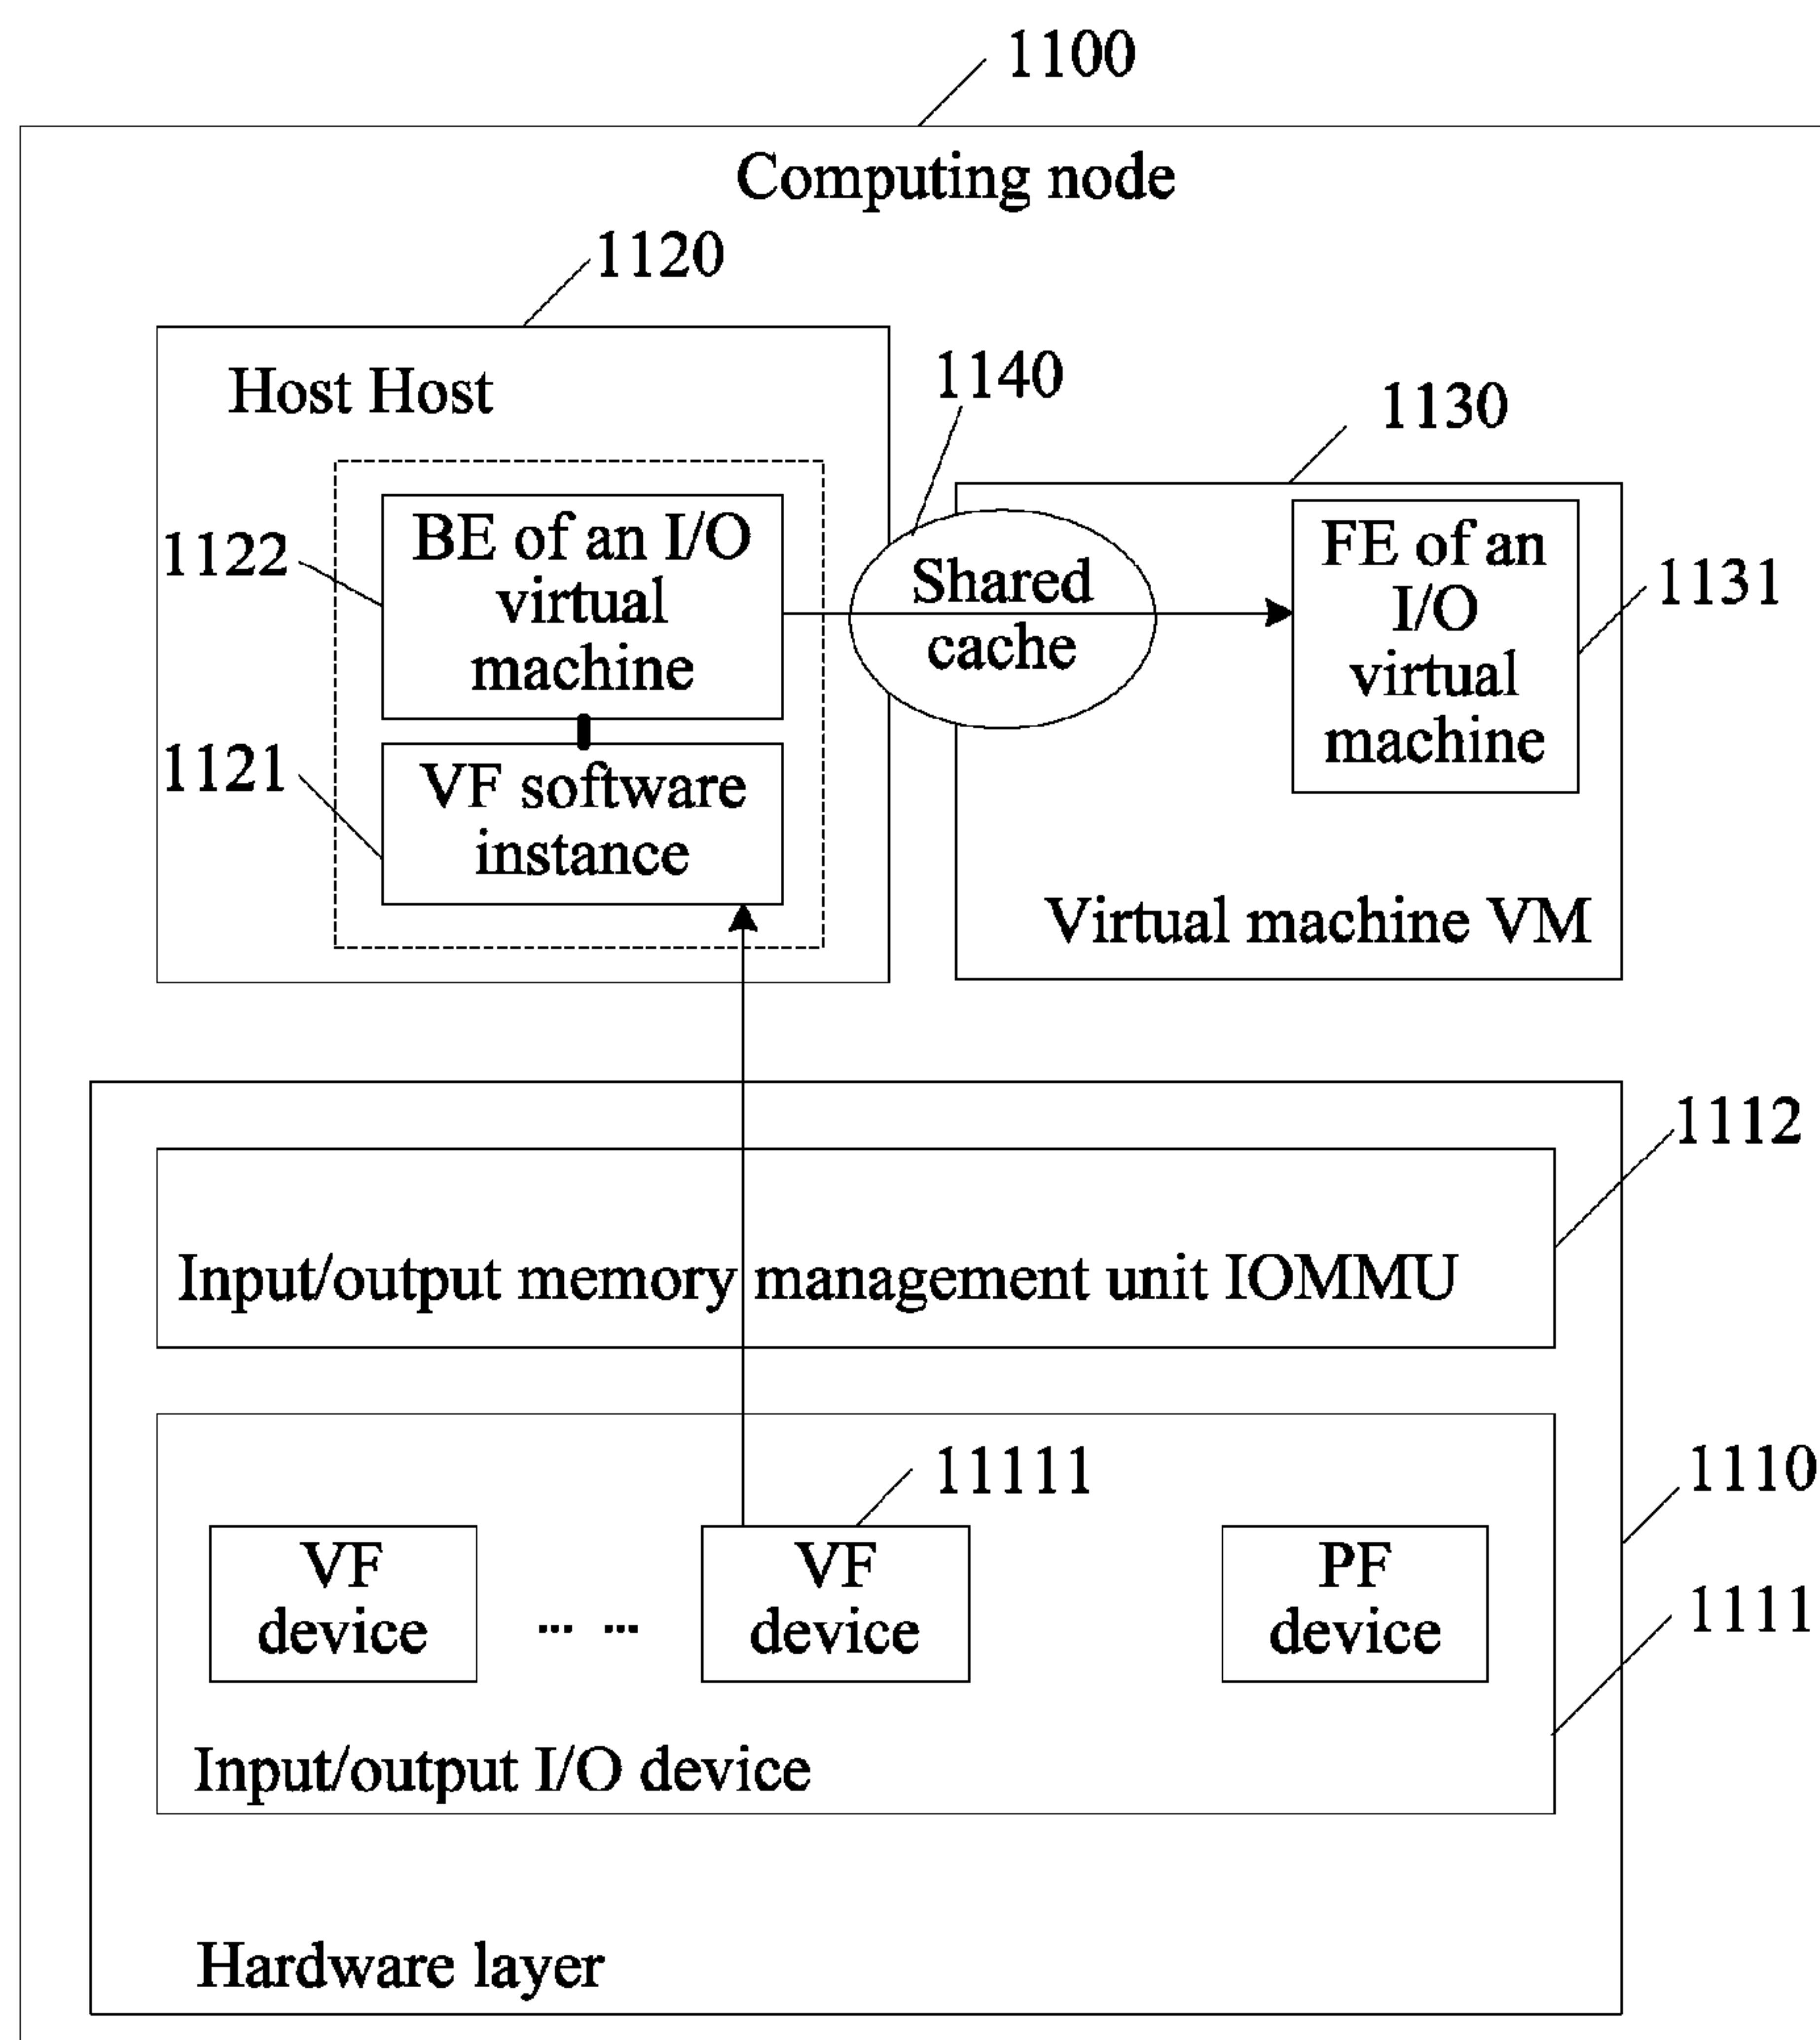 1100
Computing node
1120
Host Host
1140
1130
1122
BE of an I/O
virtual
machine
Shared
cache
FE of an
I/O
virtual
machine
1131
1121
VF software
instance
Virtual machine VM
1112
Input/output memory management unit IOMMU
11111
1110
VF
device
... ...
VF
device
PF
device
1111
Input/output I/O device
Hardware layer